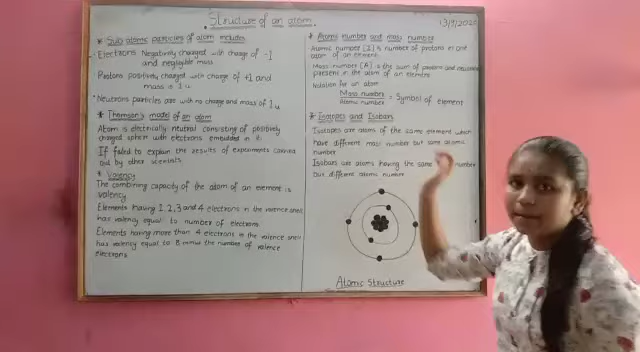 Structure of an atom.
13/9/202
* Sub atomic particles of atom includes
Electrons Negatively charged with charge of -1
and negligible mass
Protons positively charged with charge of +1 and
mass is 1u
Neutrons particles are with no charge and mass of 1u
* Thomson's model of an atom
Atom is electrically neutral consisting of positively
charged sphere with electrons embedded in it.
It failed to explain the results of experiments carried
out by other scientists
* Valency
The combining capacity of the atom of an element is
valency
Elements having 1, 2, 3 and 4 electrons in the valence shell
has valency equal to number of electrons
Elements having more than 4 electrons in the valence shell
has valency equal to 8 minus the number of valence
electrons
* Atomic number and mass number
Atomic number (Z) is number of protons in one
atom of an element.
Mass number (A) is the sum of protons and neutrons
present in the atom of an element
Notation for an atom
Mass number
Atomic number = Symbol of element
* Isotopes and Isobars
Isotopes are atoms of the same element which
have different mass number but same atomic
number
Isobars are atoms having the same number
but different atomic number
Atomic Structure